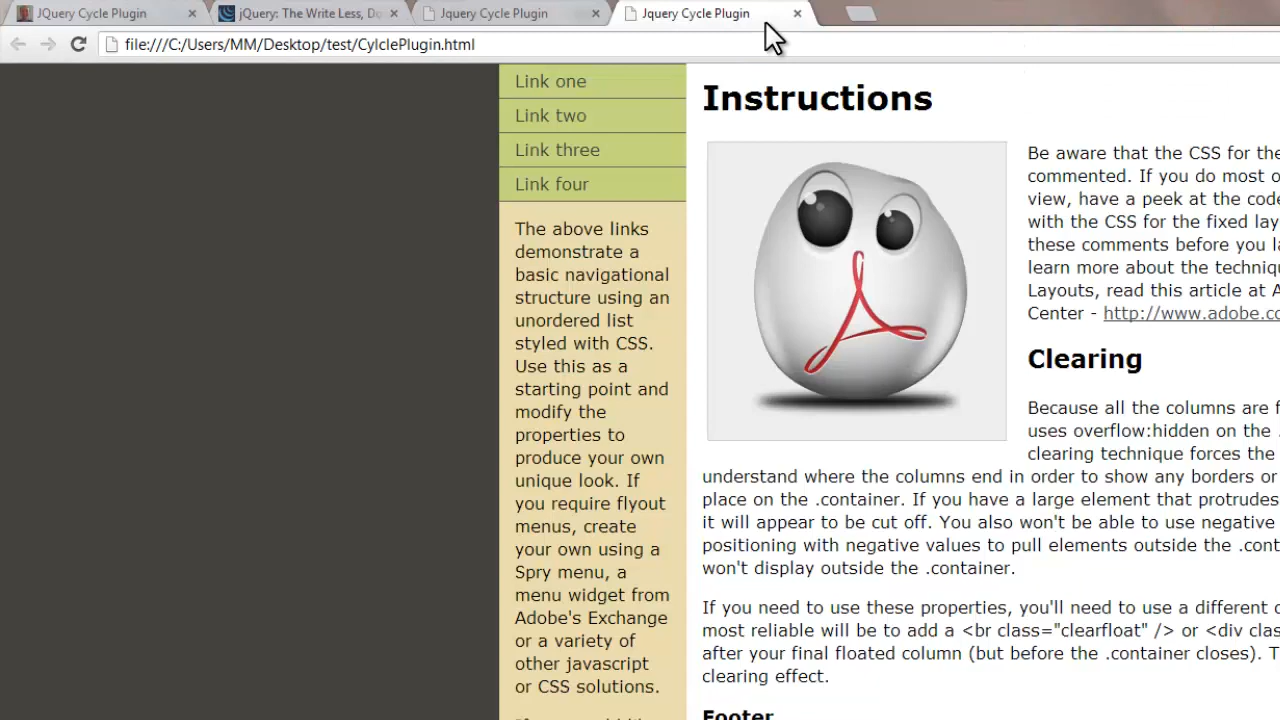 JQuery Cycle Plugin
jQuery: The Write Less, Do
Jquery Cycle Plugin
Jquery Cycle Plugin
file:///C:/Users/MM/Desktop/test/CylclePlugin.html
Link one
Link two
Link three
Link four
The above links
demonstrate a
basic navigational
structure using an
unordered list
styled with CSS.
Use this as a
starting point and
modify the
properties to
produce your own
unique look. If
you require flyout
menus, create
your own using a
Spry menu, a
menu widget from
Adobe's Exchange
or a variety of
other javascript
or CSS solutions.
Instructions
Be aware that the CSS for the
commented. If you do most o
view, have a peek at the code
with the CSS for the fixed lay
these comments before you la
learn more about the technique
Layouts, read this article at A
Center - http://www.adobe.co
Clearing
Because all the columns are f
uses overflow:hidden on the .
clearing technique forces the
understand where the columns end in order to show any borders or
place on the .container. If you have a large element that protrudes
it will appear to be cut off. You also won't be able to use negative
positioning with negative values to pull elements outside the .cont
won't display outside the .container.
If you need to use these properties, you'll need to use a different c
most reliable will be to add a <br class="clearfloat" /> or <div clas
after your final floated column (but before the .container closes). T
clearing effect.
Footer